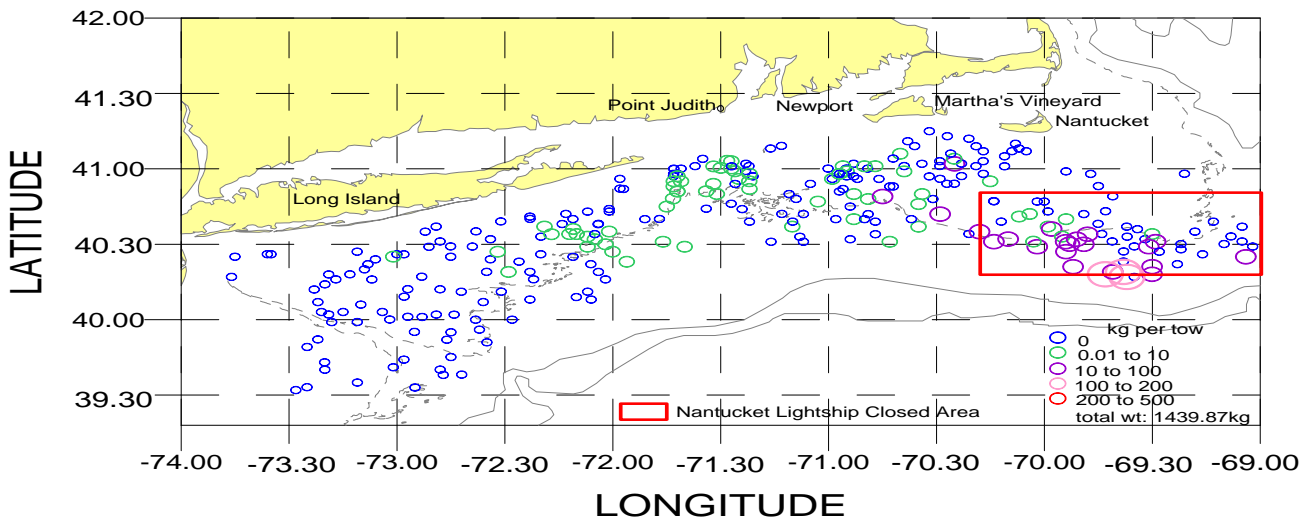 42.00
41.30
41.00
40.30
40.00
39.30
LATITUDE
Point Judith
Newport
Martha's Vineyard
Nantucket
Long Island
kg per tow
0
0.01 to 10
10 to 100
100 to 200
200 to 500
total wt: 1439.87kg
Nantucket Lightship Closed Area
-74.00 -73.30 -73.00 -72.30 -72.00 -71.30 -71.00 -70.30 -70.00 -69.30 -69.00
LONGITUDE